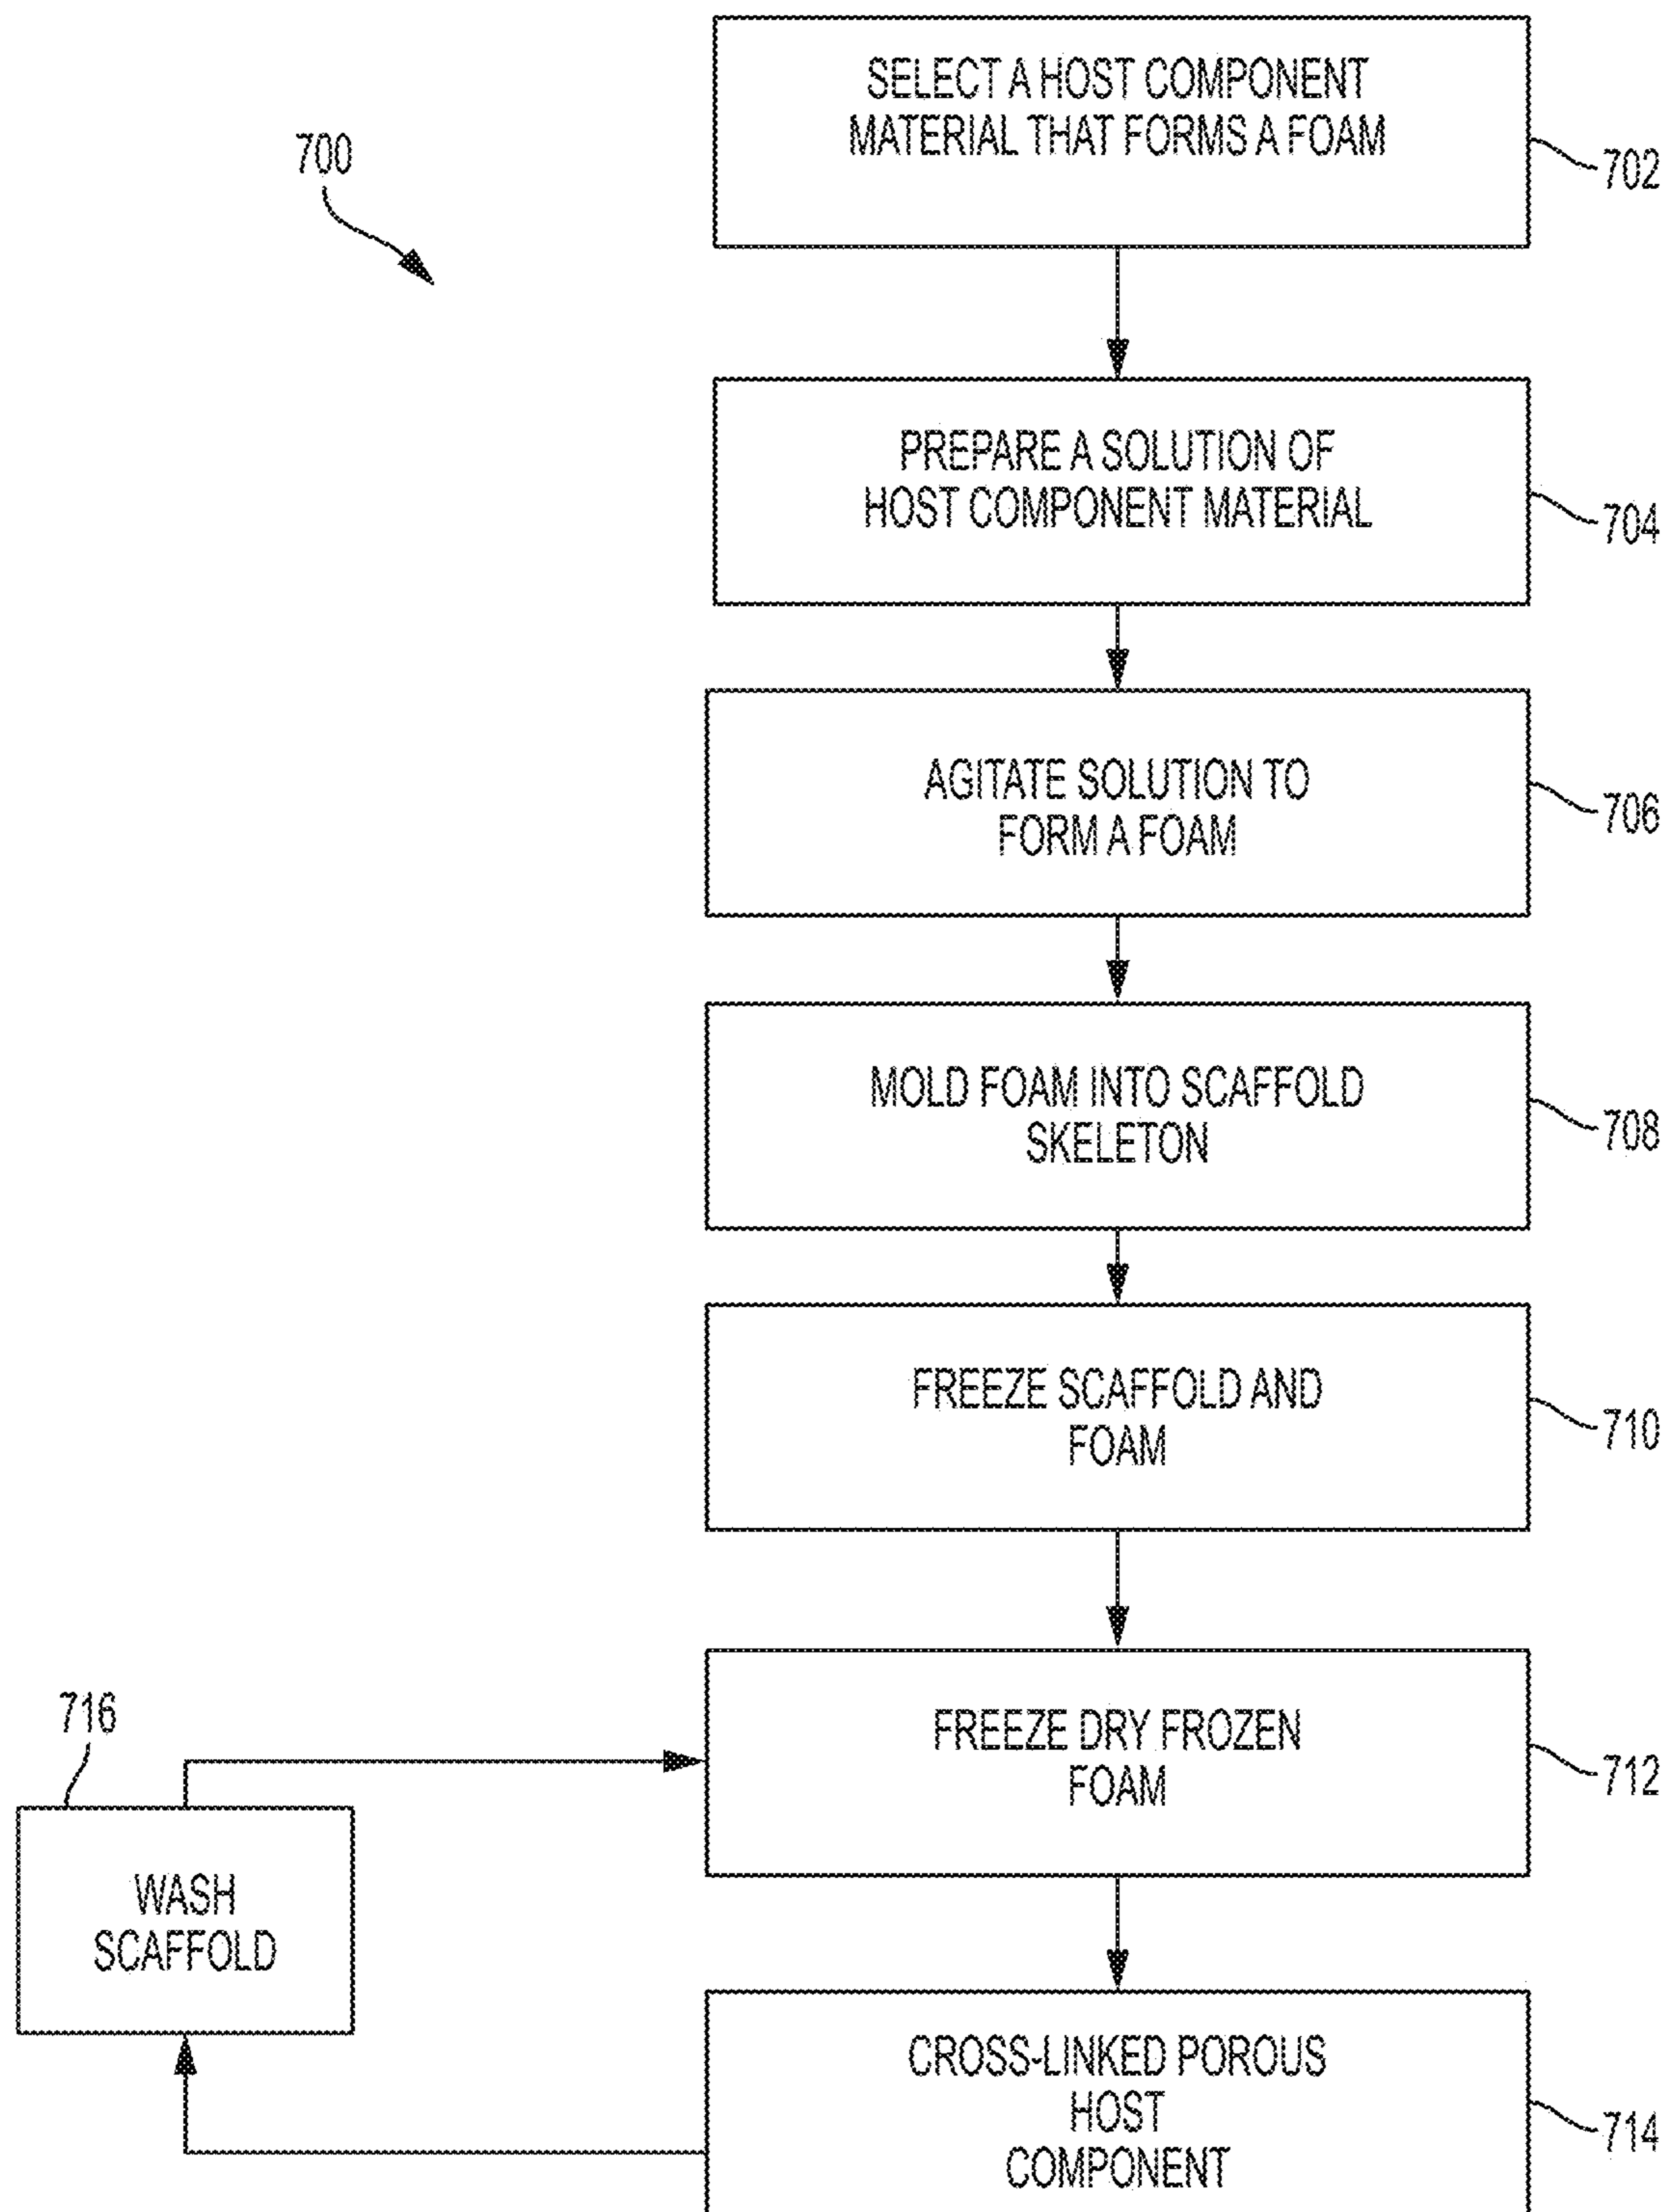 700
SELECT A HOST COMPONENT
MATERIAL THAT FORMS A FOAM
702
PREPARE A SOLUTION OF
HOST COMPONENT MATERIAL
704
AGITATE SOLUTION TO
FORM A FOAM
706
MOLD FOAM INTO SCAFFOLD
SKELETON
708
FREEZE SCAFFOLD AND
FOAM
710
FREEZE DRY FROZEN
FOAM
712
716
WASH
SCAFFOLD
CROSS-LINKED POROUS
HOST
COMPONENT
714